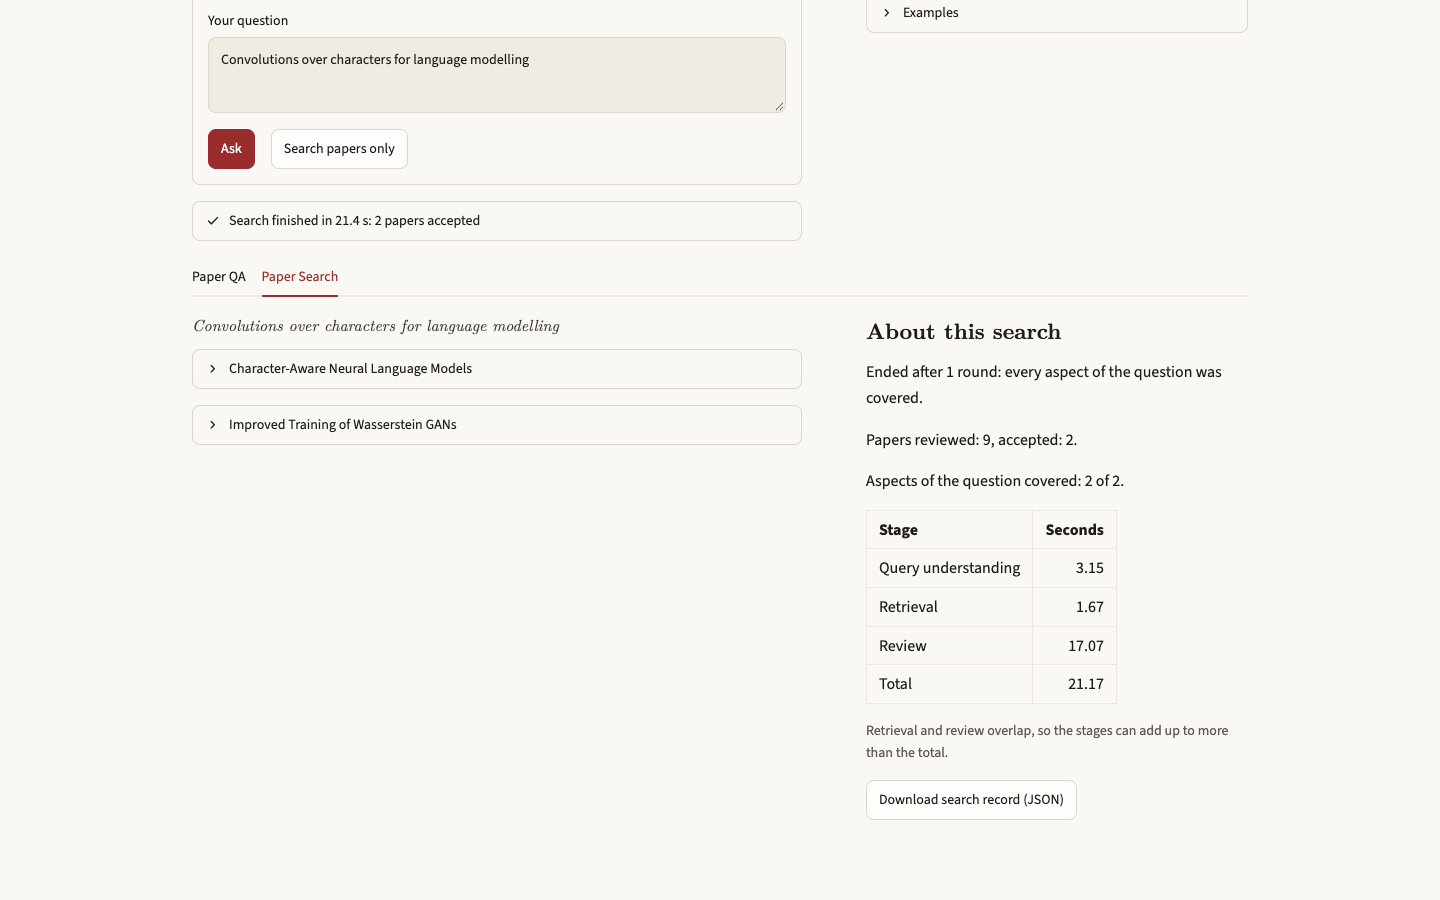 Your question
Convolutions over characters for language modelling
Ask
Search papers only
Examples
Search finished in 21.4 s: 2 papers accepted
Paper QA
Paper Search
Convolutions over characters for language modelling
Character-Aware Neural Language Models
Improved Training of Wasserstein GANs
About this search
Ended after 1 round: every aspect of the question was
covered.
Papers reviewed: 9, accepted: 2.
Aspects of the question covered: 2 of 2.
Stage Seconds
Query understanding 3.15
Retrieval 1.67
Review 17.07
Total 21.17
Retrieval and review overlap, so the stages can add up to more
than the total.
Download search record (JSON)